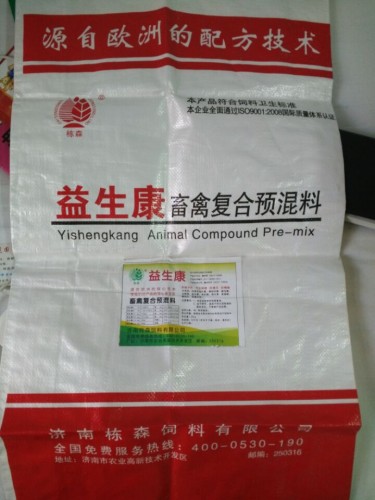 源自欧洲的配方技术
本产品符合饲料卫生标准
本企业全面通过ISO9001:2008国际质量体系认证
栋森
益生康畜禽复合预混料
Yishengkang Animal Compound Pre-mix
益生康
畜禽复合预混料
济南栋森饲料有限公司
全国免费服务热线：400-0530-190
地址：济南市农业高新技术开发区 邮编：250316